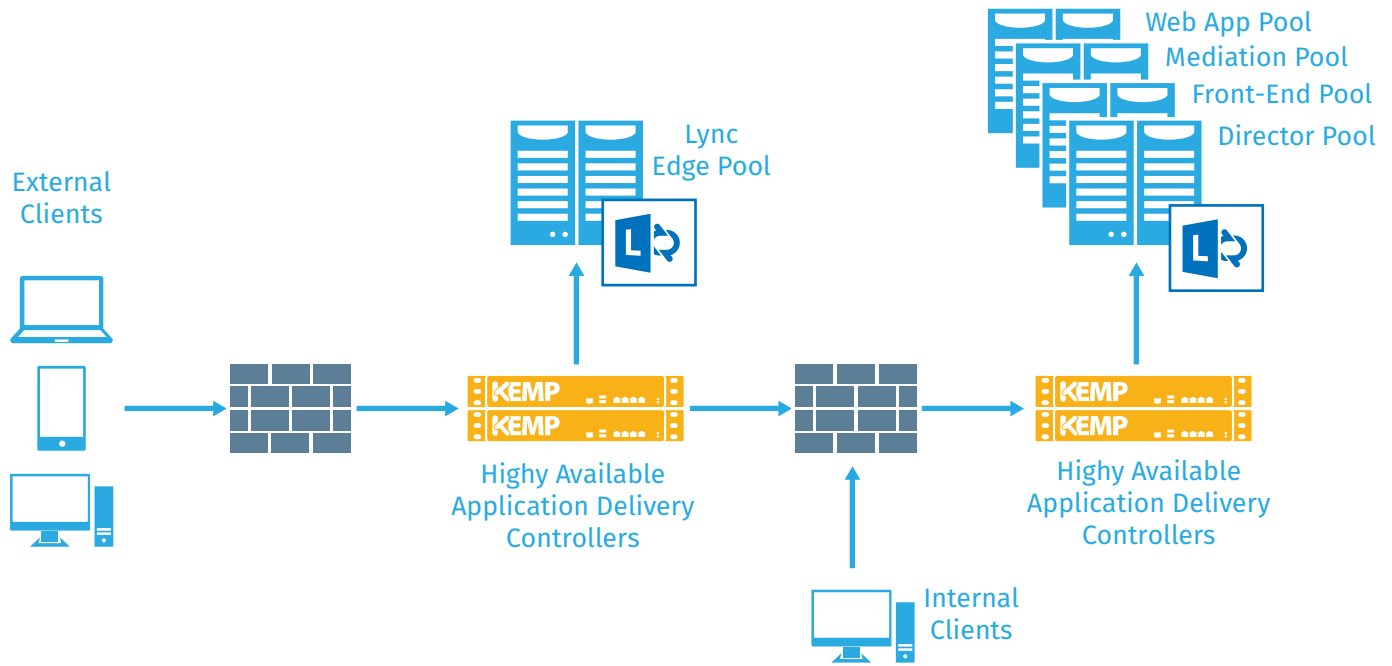 Web App Pool
Mediation Pool
Front-End Pool
Director Pool
Lync
Edge Pool
External
Clients
L
L
KEMP
KEMP
KEMP
KEMP
Highy Available
Application Delivery
Controllers
Highy Available
Application Delivery
Controllers
Internal
Clients